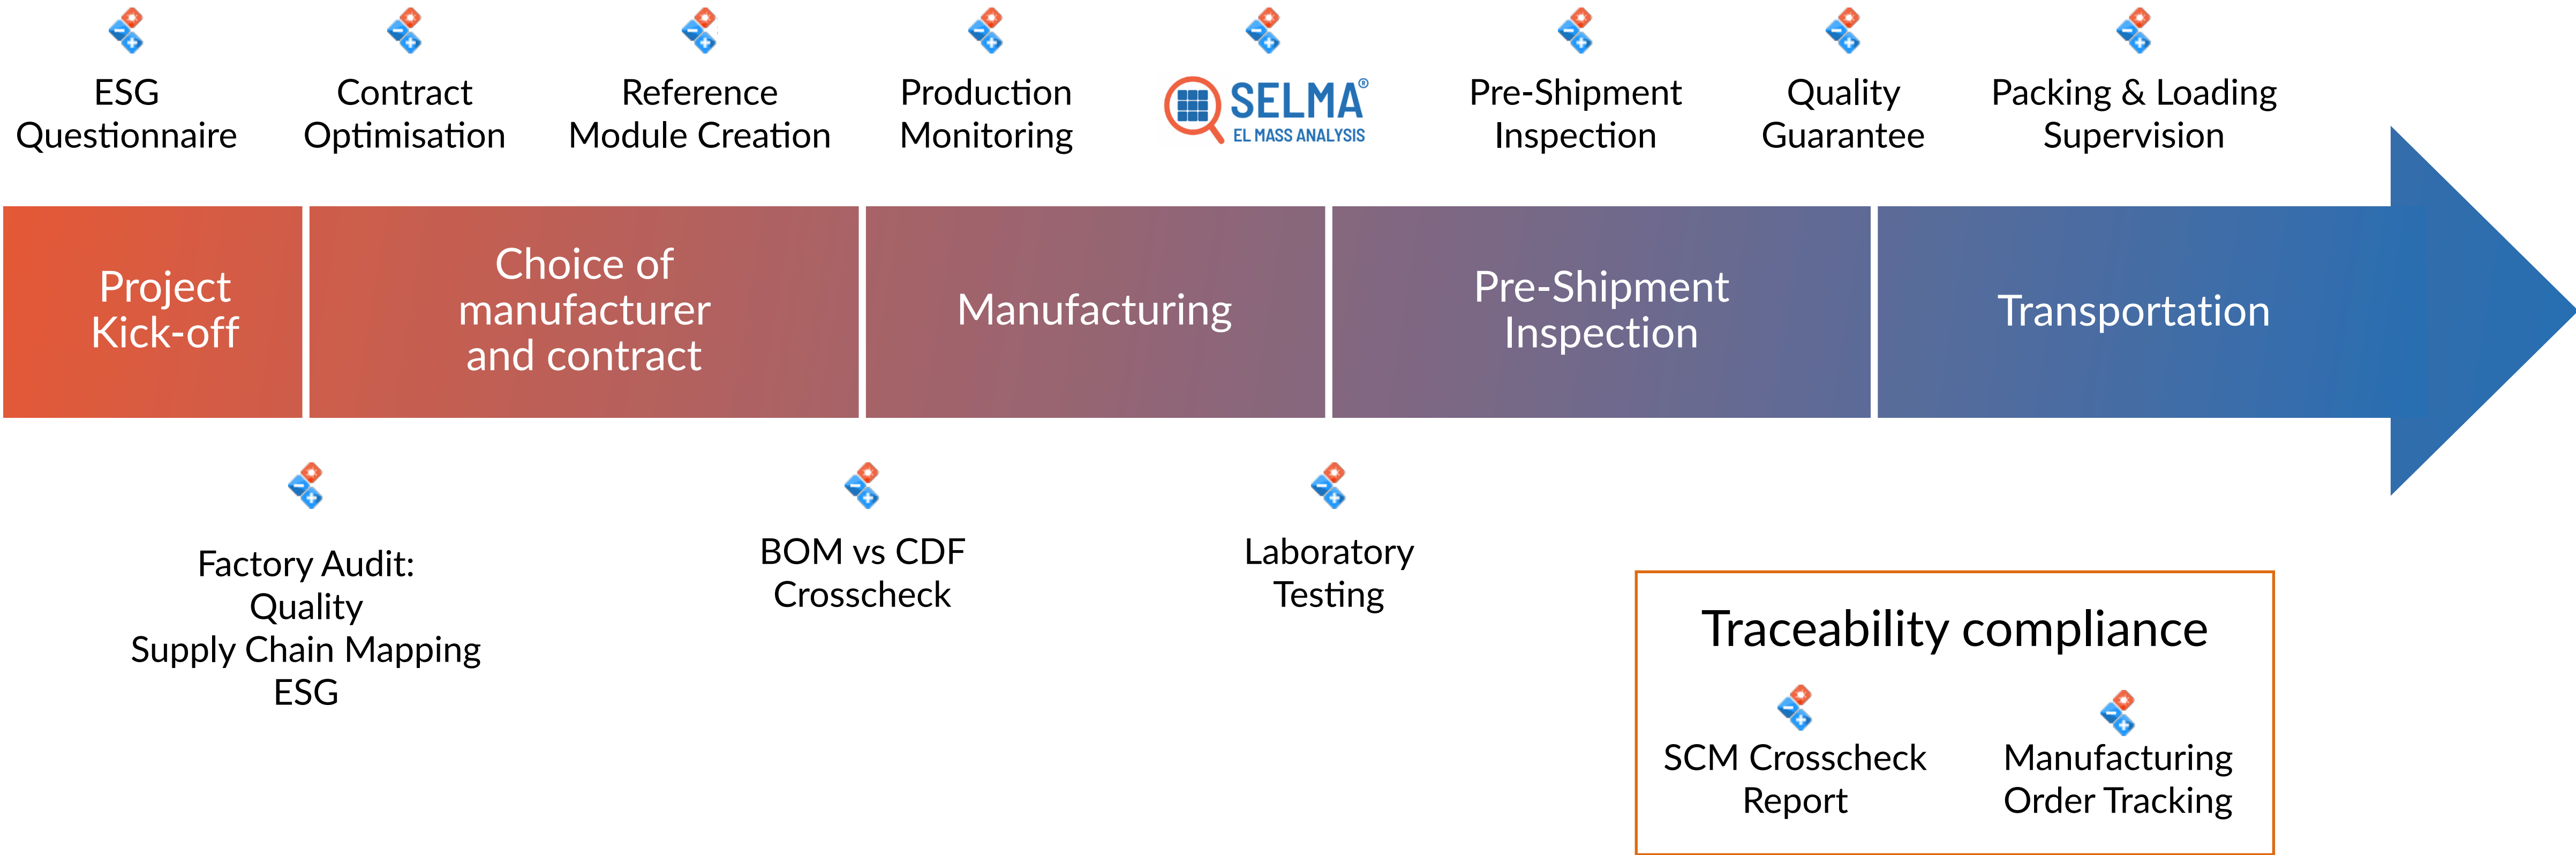 ESG
Questionnaire
Contract
Optimisation
Reference
Module Creation
Production
Monitoring
SELMA®
EL MASS ANALYSIS
Pre-Shipment
Inspection
Quality
Guarantee
Packing & Loading
Supervision
Project
Kick-off
Choice of
manufacturer
and contract
Manufacturing
Pre-Shipment
Inspection
Transportation
Factory Audit:
Quality
Supply Chain Mapping
ESG
BOM vs CDF
Crosscheck
Laboratory
Testing
Traceability compliance
SCM Crosscheck
Report
Manufacturing
Order Tracking